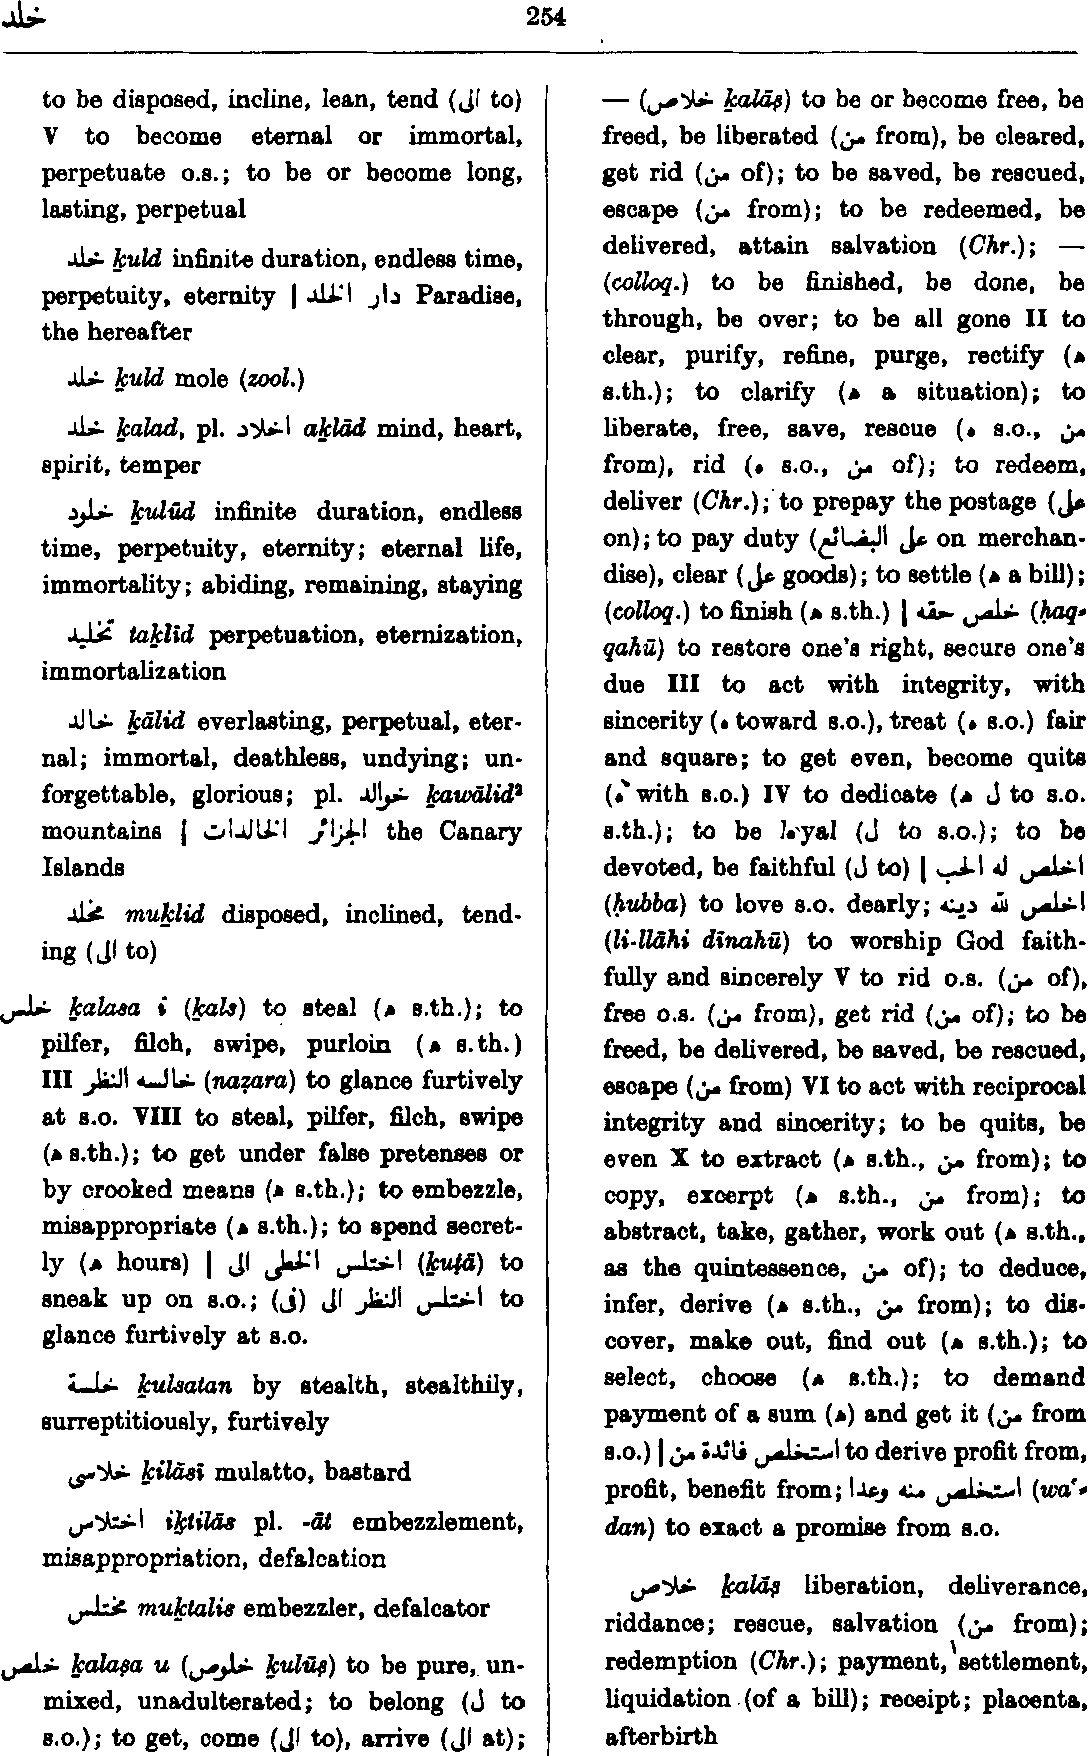 خلد
254
to be disposed, incline, lean, tend (الى to)
V to become eternal or immortal,
perpetuate o.s.; to be or become long,
lasting, perpetual
خلد ḵuld infinite duration, endless time,
perpetuity, eternity | دار الخلد Paradise,
the hereafter
خلد ḵuld mole (zool.)
خلد ḵalad, pl. اخلاد aḵlād mind, heart,
spirit, temper
خلود ḵulūd infinite duration, endless
time, perpetuity, eternity; eternal life,
immortality; abiding, remaining, staying
تخليد taḵlīd perpetuation, eternization,
immortalization
خالد ḵālid everlasting, perpetual, eter-
nal; immortal, deathless, undying; un-
forgettable, glorious; pl. خوالد ḵawālid²
mountains | الجزائر الخالدات the Canary
Islands
مخلد muḵlid disposed, inclined, tend-
ing (الى to)
خلس ḵalasa i (ḵals) to steal (ه s.th.); to
pilfer, filch, swipe, purloin (ه s.th.)
III خالسه النظر (naẓara) to glance furtively
at s.o. VIII to steal, pilfer, filch, swipe
(ه s.th.); to get under false pretenses or
by crooked means (ه s.th.); to embezzle,
misappropriate (ه s.th.); to spend secret-
ly (ه hours) | اختلس الخطى الى (ḵuṭā) to
sneak up on s.o.; اختلس النظر الى (فى) to
glance furtively at s.o.
خلسة ḵulsatan by stealth, stealthily,
surreptitiously, furtively
خلاسى ḵilāsī mulatto, bastard
اختلاس iḵtilās pl. -āt embezzlement,
misappropriation, defalcation
مختلس muḵtalis embezzler, defalcator
خلص ḵalaṣa u (خلوص ḵulūṣ) to be pure, un-
mixed, unadulterated; to belong (ل to
s.o.); to get, come (الى to), arrive (الى at);
— (خلاص ḵalāṣ) to be or become free, be
freed, be liberated (من from), be cleared,
get rid (من of); to be saved, be rescued,
escape (من from); to be redeemed, be
delivered, attain salvation (Chr.); —
(colloq.) to be finished, be done, be
through, be over; to be all gone II to
clear, purify, refine, purge, rectify (ه
s.th.); to clarify (ه a situation); to
liberate, free, save, rescue (ه s.o., من
from), rid (ه s.o., من of); to redeem,
deliver (Chr.); to prepay the postage (على
on); to pay duty (على البضائع on merchan-
dise), clear (على goods); to settle (ه a bill);
(colloq.) to finish (ه s.th.) | خلص حقه (ḥaq-
qahū) to restore one's right, secure one's
due III to act with integrity, with
sincerity (ه toward s.o.), treat (ه s.o.) fair
and square; to get even, become quits
(ه with s.o.) IV to dedicate (ه ل to s.o.
s.th.); to be loyal (ل to s.o.); to be
devoted, be faithful (ل to) | اخلص له الحب
(ḥubba) to love s.o. dearly; اخلص لله دينه
(li-llāhi dīnahū) to worship God faith-
fully and sincerely V to rid o.s. (من of),
free o.s. (من from), get rid (من of); to be
freed, be delivered, be saved, be rescued,
escape (من from) VI to act with reciprocal
integrity and sincerity; to be quits, be
even X to extract (ه s.th., من from); to
copy, excerpt (ه s.th., من from); to
abstract, take, gather, work out (ه s.th.,
as the quintessence, من of); to deduce,
infer, derive (ه s.th., من from); to dis-
cover, make out, find out (ه s.th.); to
select, choose (ه s.th.); to demand
payment of a sum (ه) and get it (من from
s.o.) | استخلص فائدة من to derive profit from,
profit, benefit from; استخلص منه وعدا (wa'-
dan) to exact a promise from s.o.
خلاص ḵalāṣ liberation, deliverance,
riddance; rescue, salvation (من from);
redemption (Chr.); payment, settlement,
liquidation (of a bill); receipt; placenta,
afterbirth